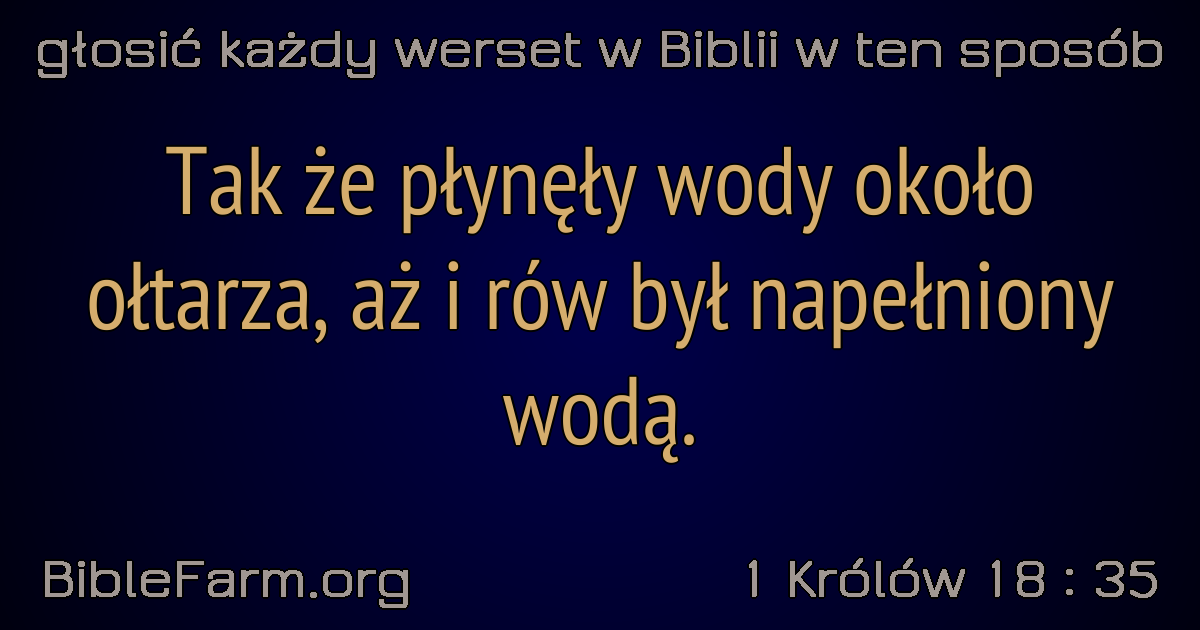 głosić każdy werset w Biblii w ten sposób
Tak że płynęły wody około
ołtarza, aż i rów był napełniony
wodą.
BibleFarm.org
1 Królów 18 : 35